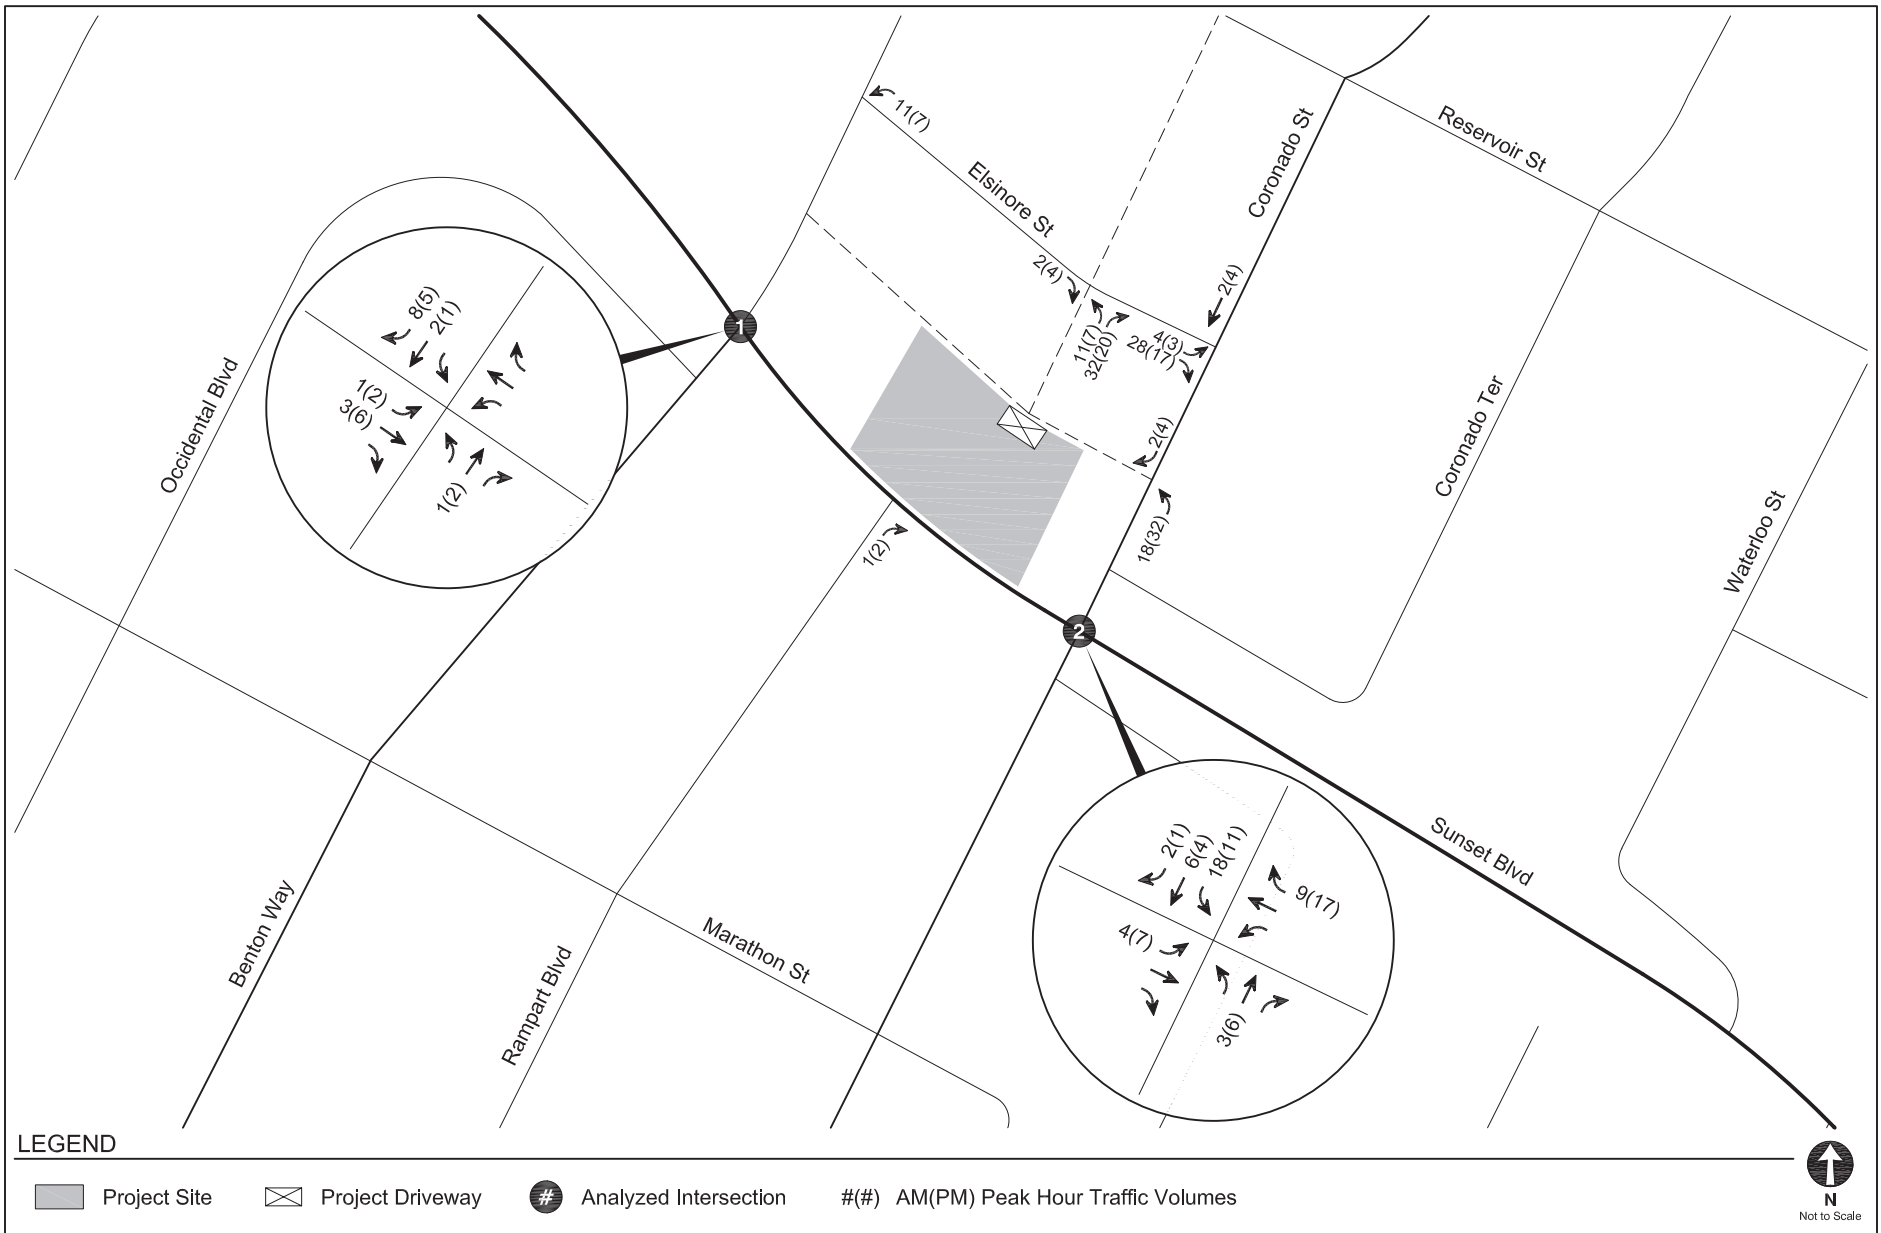 11(7)
Reservoir St
Coronado St
Elsinore St
2(4)
2(4)
8(5)
2(1)
1
11(7)
32(20)
4(3)
28(17)
Occidental Blvd
1(2)
3(6)
1(2)
2(4)
Coronado Ter
1(2)
18(32)
Waterloo St
2
2(1)
6(4)
18(11)
9(17)
4(7)
3(6)
Sunset Blvd
Benton Way
Rampart Blvd
Marathon St
LEGEND
Project Site
Project Driveway
# Analyzed Intersection
#(#) AM(PM) Peak Hour Traffic Volumes
N
Not to Scale